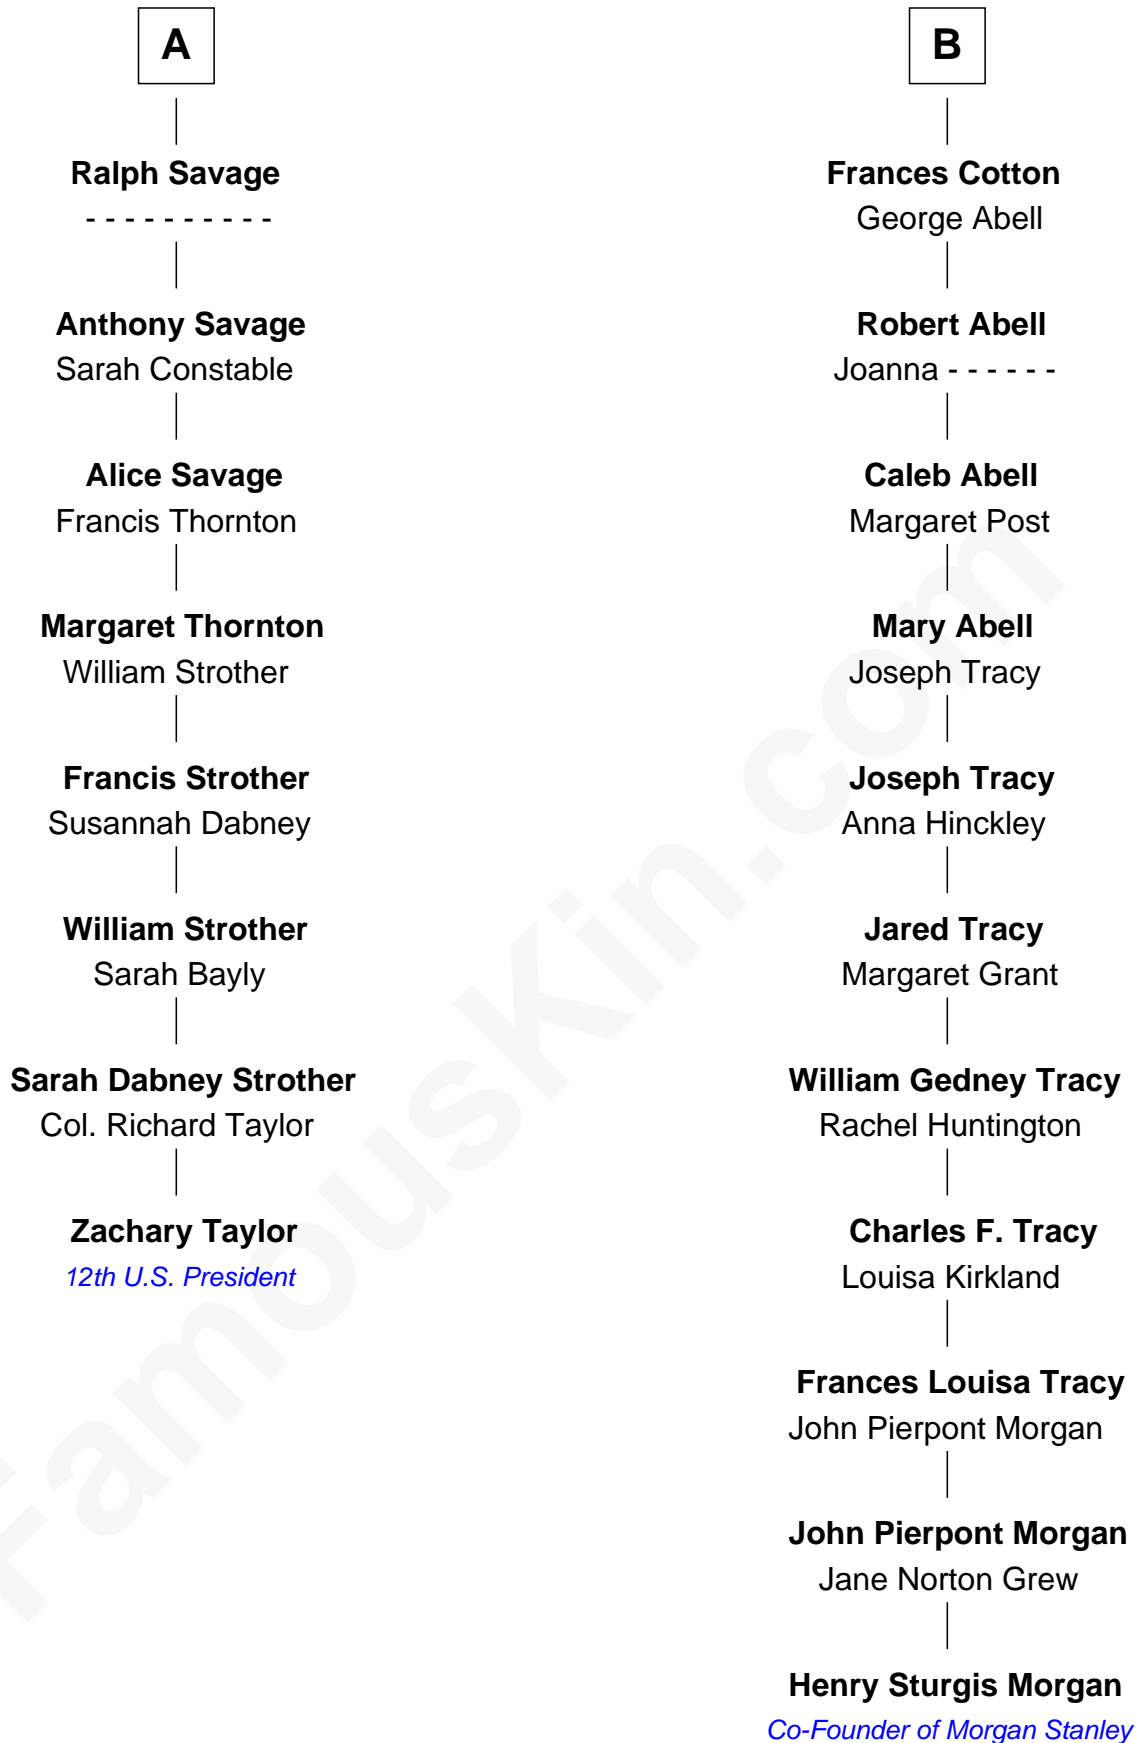 A
Ralph Savage
- - - - - - - - - -
Anthony Savage
Sarah Constable
Alice Savage
Francis Thornton
Margaret Thornton
William Strother
Francis Strother
Susannah Dabney
William Strother
Sarah Bayly
Sarah Dabney Strother
Col. Richard Taylor
Zachary Taylor
12th U.S. President
B
Frances Cotton
George Abell
Robert Abell
Joanna - - - - - -
Caleb Abell
Margaret Post
Mary Abell
Joseph Tracy
Joseph Tracy
Anna Hinckley
Jared Tracy
Margaret Grant
William Gedney Tracy
Rachel Huntington
Charles F. Tracy
Louisa Kirkland
Frances Louisa Tracy
John Pierpont Morgan
John Pierpont Morgan
Jane Norton Grew
Henry Sturgis Morgan
Co-Founder of Morgan Stanley
FamousKin.com